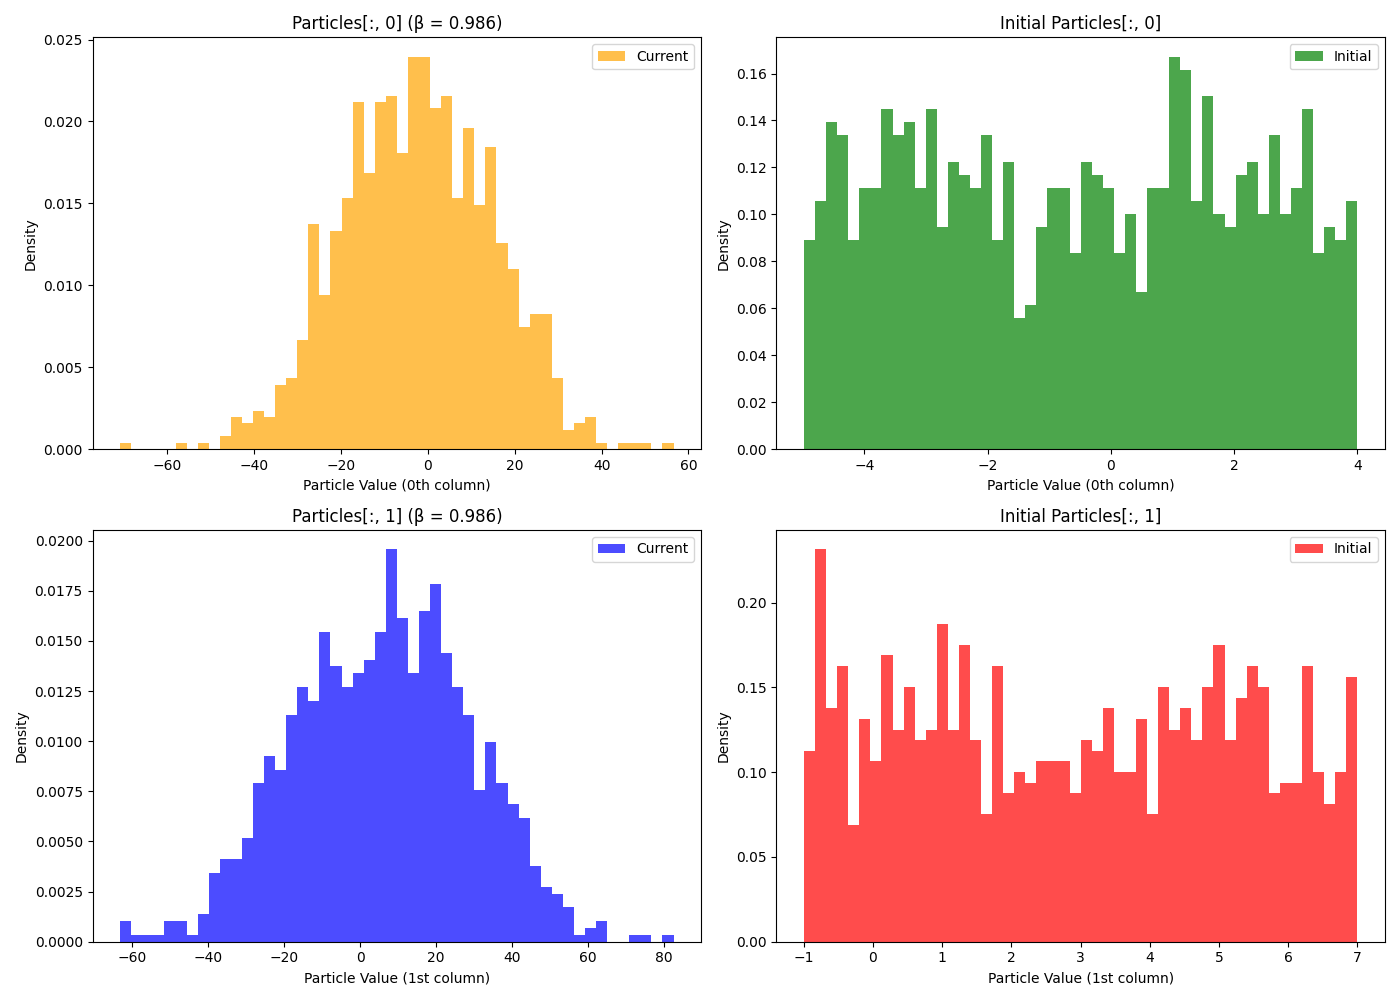 Particles[:, 0] (β = 0.986)
Current
Density
0.025
0.020
0.015
0.010
0.005
0.000
−60 −40 −20 0 20 40 60
Particle Value (0th column)
Initial Particles[:, 0]
Initial
Density
0.16
0.14
0.12
0.10
0.08
0.06
0.04
0.02
0.00
−4 −2 0 2 4
Particle Value (0th column)
Particles[:, 1] (β = 0.986)
Current
Density
0.0200
0.0175
0.0150
0.0125
0.0100
0.0075
0.0050
0.0025
0.0000
−60 −40 −20 0 20 40 60 80
Particle Value (1st column)
Initial Particles[:, 1]
Initial
Density
0.20
0.15
0.10
0.05
0.00
−1 0 1 2 3 4 5 6 7
Particle Value (1st column)